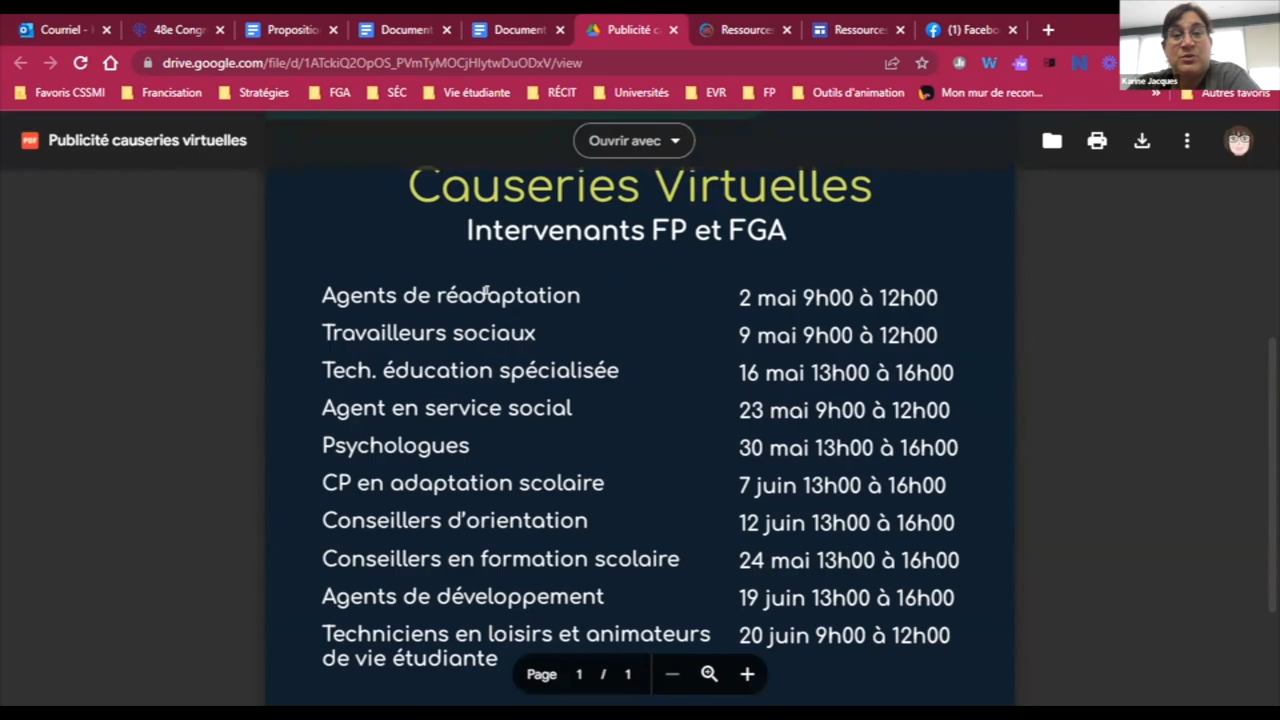 Courriel -
48e Congr
Propositio
Document
Document
Publicité c
Ressource
Ressource
(1) Facebo
drive.google.com/file/d/1ATckiQ2OpOS_PVmTyMOCjHlytwDuODxV/view
Karine Jacques
Favoris CSSMI
Francisation
Stratégies
FGA
SÉC
Vie étudiante
RÉCIT
Universités
EVR
FP
Outils d'animation
Mon mur de recon...
»
Autres favoris
PDF
Publicité causeries virtuelles
Ouvrir avec
Causeries Virtuelles
Intervenants FP et FGA
Agents de réadaptation 2 mai 9h00 à 12h00
Travailleurs sociaux 9 mai 9h00 à 12h00
Tech. éducation spécialisée 16 mai 13h00 à 16h00
Agent en service social 23 mai 9h00 à 12h00
Psychologues 30 mai 13h00 à 16h00
CP en adaptation scolaire 7 juin 13h00 à 16h00
Conseillers d'orientation 12 juin 13h00 à 16h00
Conseillers en formation scolaire 24 mai 13h00 à 16h00
Agents de développement 19 juin 13h00 à 16h00
Techniciens en loisirs et animateurs 20 juin 9h00 à 12h00
de vie étudiante
Page 1 / 1